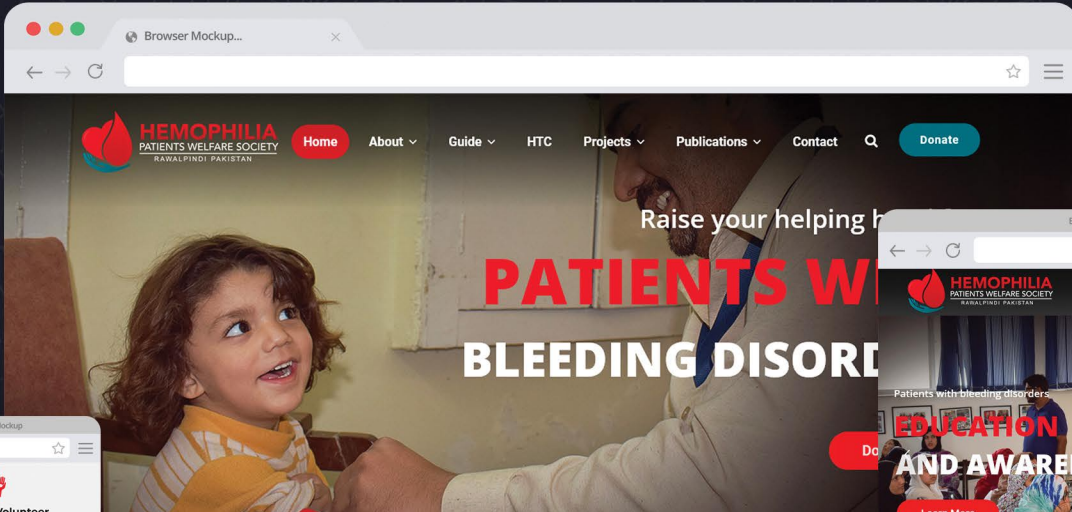 Browser Mockup...
HEMOPHILIA
PATIENTS WELFARE SOCIETY
RAWALPINDI PAKISTAN
Home About Guide HTC Projects Publications Contact Donate
Raise your helping
PATIENTS
BLEEDING DISORD
Do
HEMOPHILIA
PATIENTS WELFARE SOCIETY
RAWALPINDI PAKISTAN
Patients with bleeding disorders
EDUCATION
AND AWARE
Learn More
ockup
Volunteer